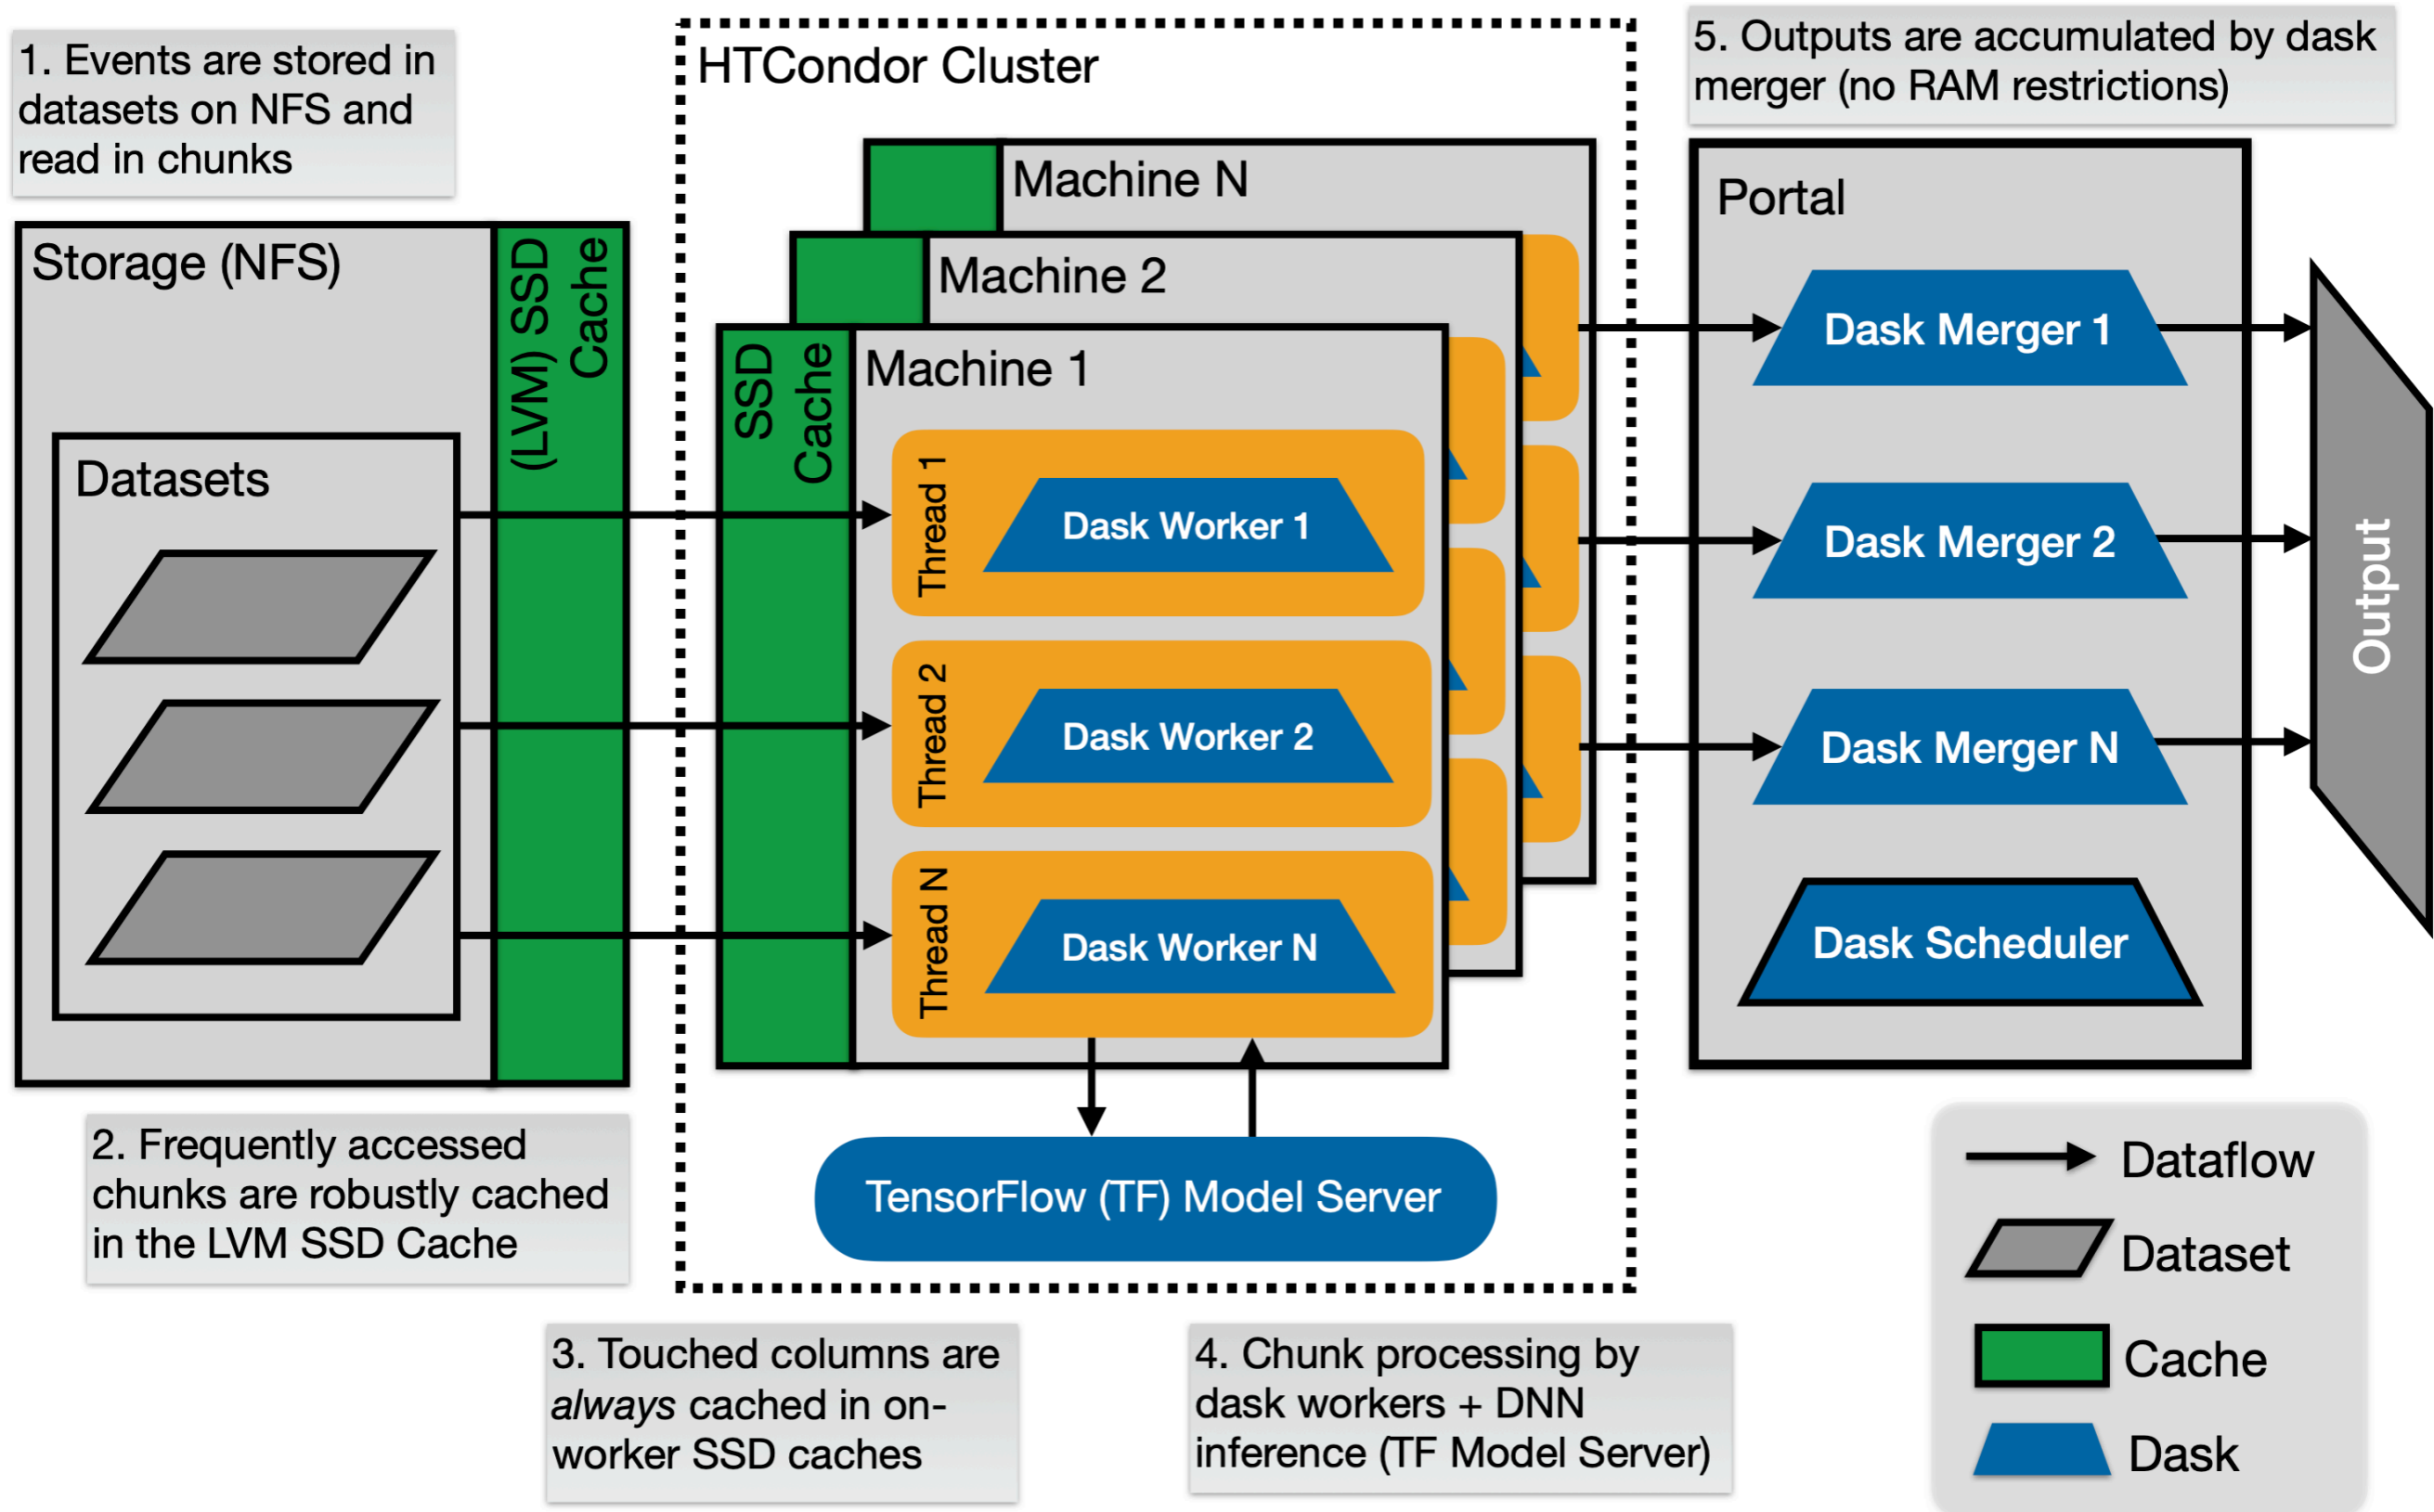 1. Events are stored in
datasets on NFS and
read in chunks
HTCondor Cluster
5. Outputs are accumulated by dask
merger (no RAM restrictions)
Storage (NFS)
(LVM) SSD
Cache
Datasets
Machine N
Machine 2
Machine 1
SSD
Cache
Thread 1
Dask Worker 1
Thread 2
Dask Worker 2
Thread N
Dask Worker N
TensorFlow (TF) Model Server
Portal
Dask Merger 1
Dask Merger 2
Dask Merger N
Dask Scheduler
Output
2. Frequently accessed
chunks are robustly cached
in the LVM SSD Cache
3. Touched columns are
always cached in on-
worker SSD caches
4. Chunk processing by
dask workers + DNN
inference (TF Model Server)
Dataflow
Dataset
Cache
Dask